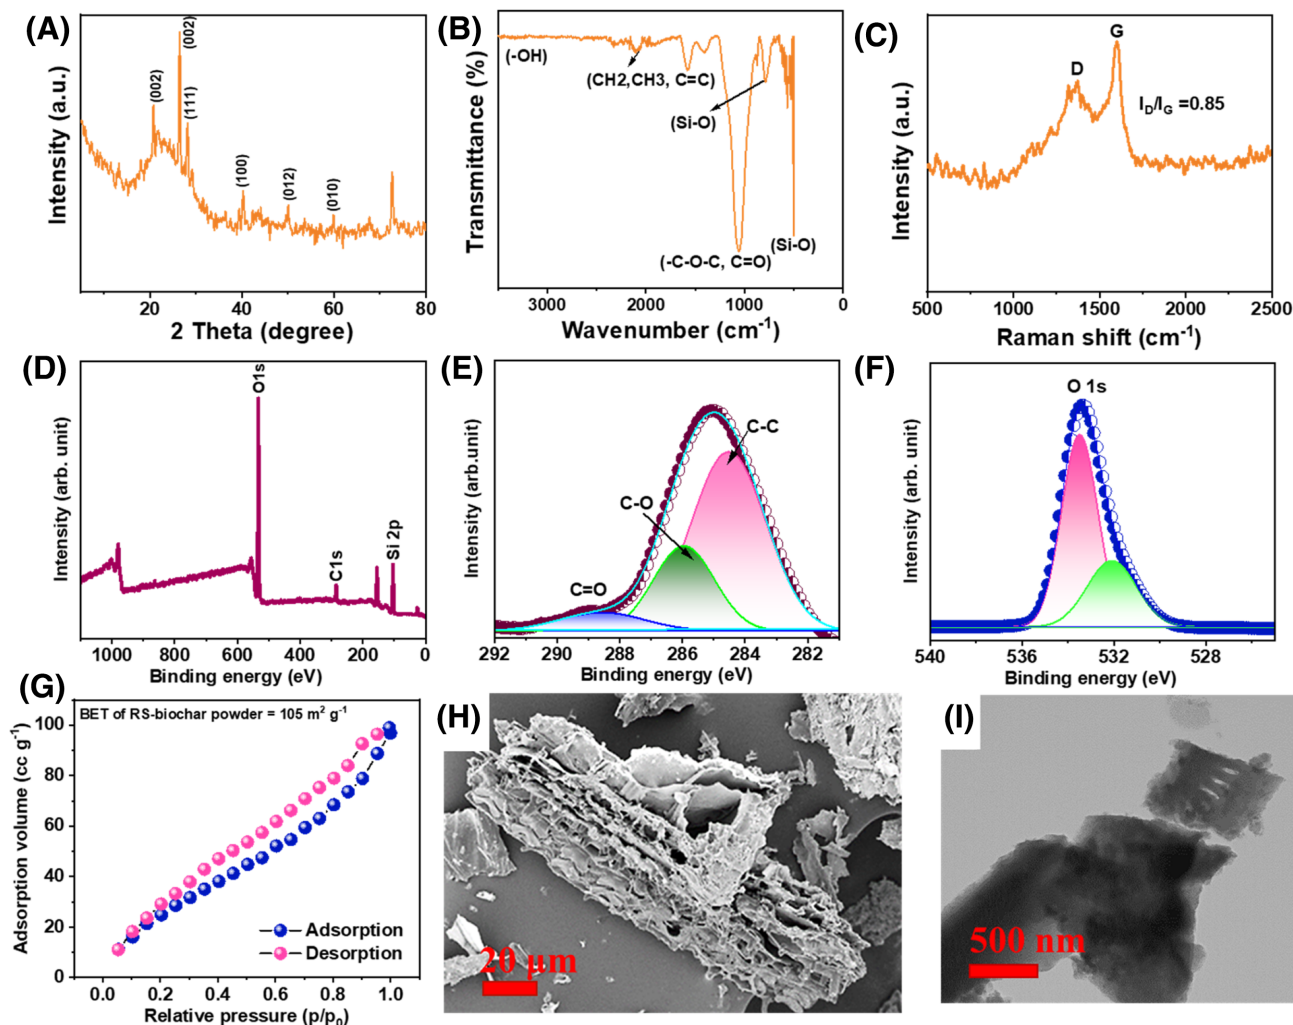 (A)
Intensity (a.u.)
(002)
(002)
(111)
(100)
(012)
(010)
20
40
60
80
2 Theta (degree)
(B)
Transmittance (%)
(-OH)
(CH2,CH3, C=C)
(Si-O)
(Si-O)
(-C-O-C, C=O)
3000
2000
1000
0
Wavenumber (cm-1)
(C)
Intensity (a.u.)
D
G
ID/IG =0.85
500
1000
1500
2000
2500
Raman shift (cm-1)
(D)
Intensity (arb. unit)
O1s
C1s
Si 2p
1000
800
600
400
200
0
Binding energy (eV)
(E)
Intensity (arb.unit)
C-C
C-O
C=O
292
290
288
286
284
282
Binding energy (eV)
(F)
Intensity (arb. unit)
O 1s
540
536
532
528
Binding energy (eV)
(G)
Adsorption volume (cc g-1)
BET of RS-biochar powder = 105 m2 g-1
100
80
60
40
20
0
Adsorption
Desorption
0.0
0.2
0.4
0.6
0.8
1.0
Relative pressure (p/p0)
(H)
20 μm
(I)
500 nm